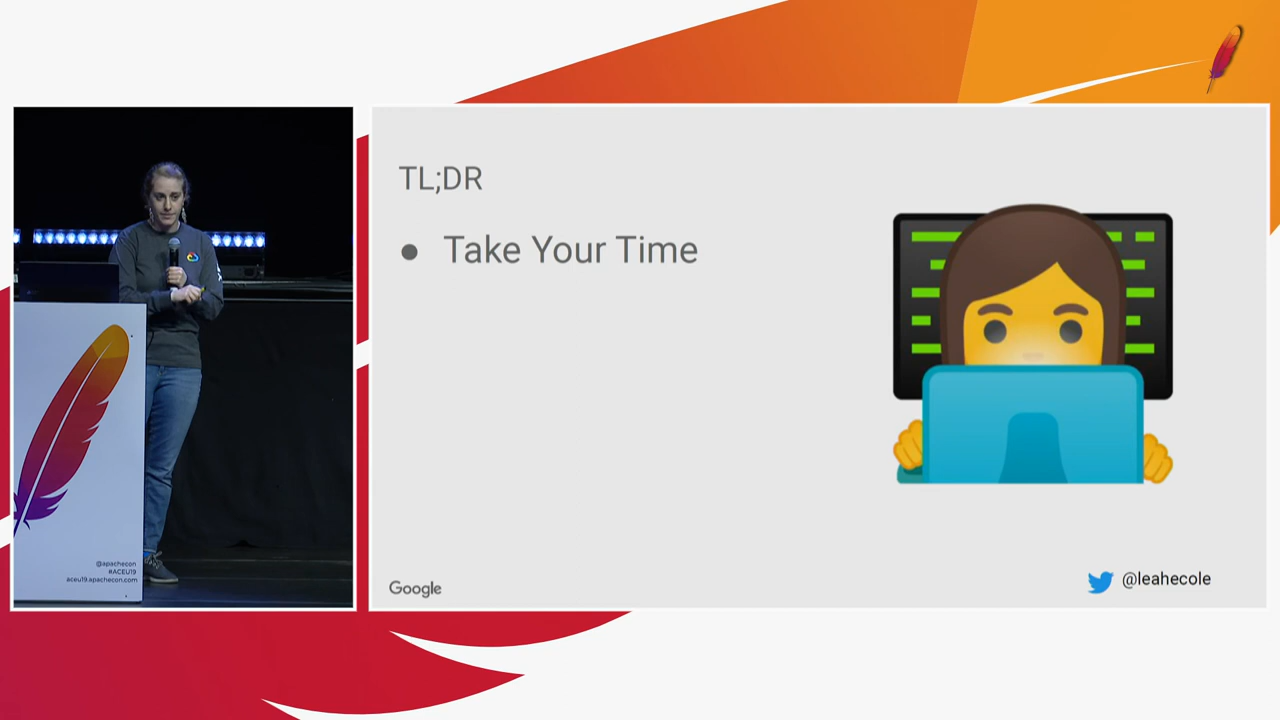 TL;DR
● Take Your Time
Google
@leahecole
@apachecon
#ACEU19
aceu19.apachecon.com